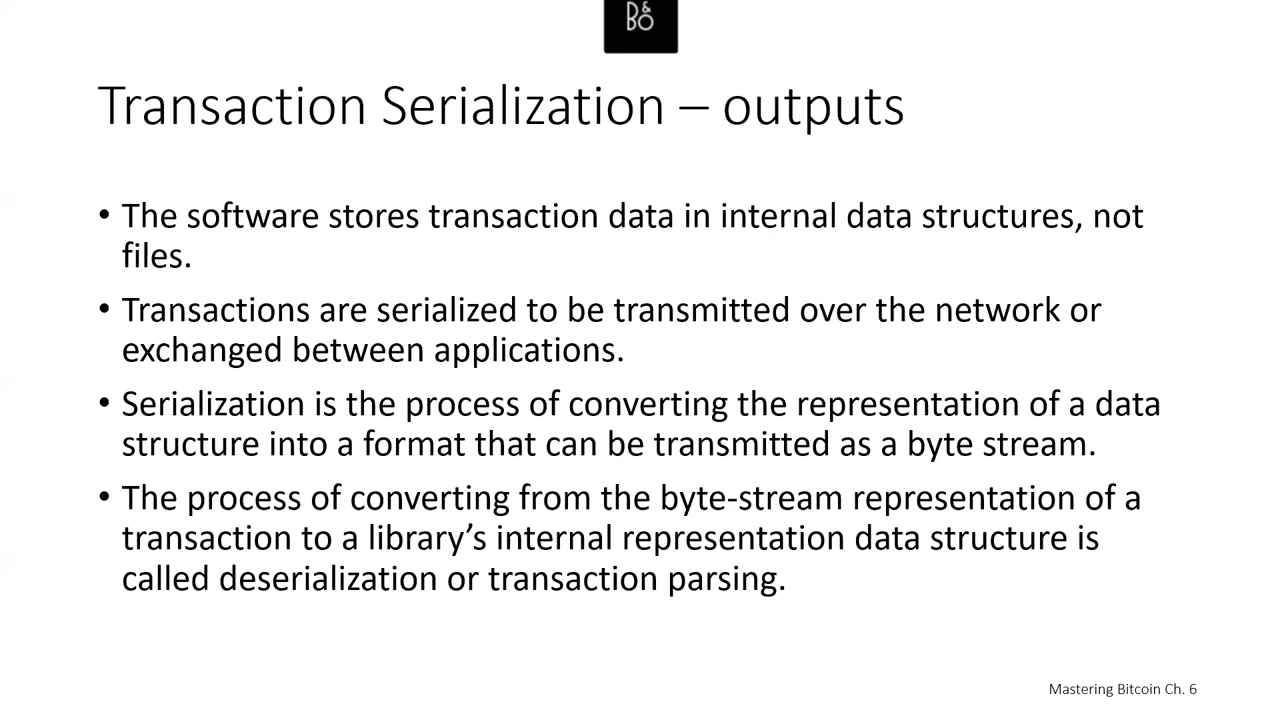 B&O
Transaction Serialization – outputs
• The software stores transaction data in internal data structures, not
files.
• Transactions are serialized to be transmitted over the network or
exchanged between applications.
• Serialization is the process of converting the representation of a data
structure into a format that can be transmitted as a byte stream.
• The process of converting from the byte-stream representation of a
transaction to a library’s internal representation data structure is
called deserialization or transaction parsing.
Mastering Bitcoin Ch. 6